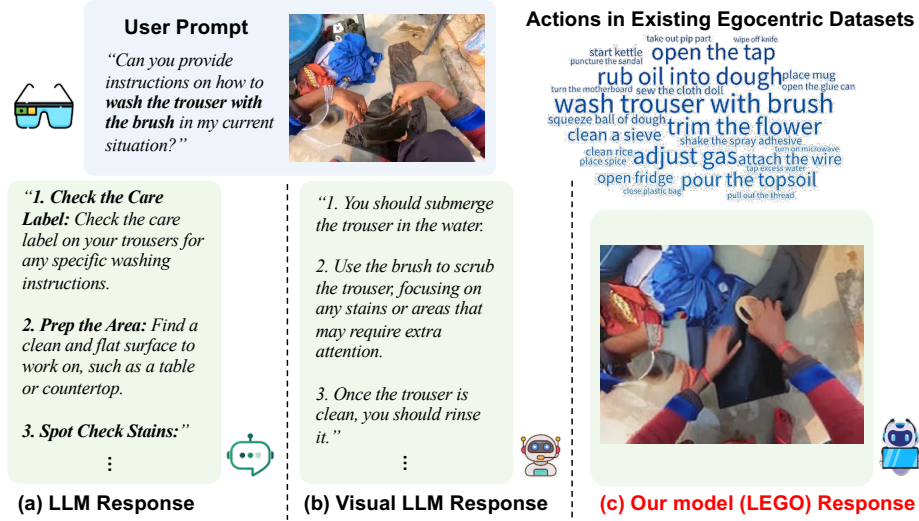 User Prompt
“Can you provide
instructions on how to
wash the trouser with
the brush in my current
situation?”
Actions in Existing Egocentric Datasets
take out pip part
wipe off knife
start kettle
open the tap
puncture the sandal
rub oil into dough
place mug
turn the motherboard
sew the cloth doll
open the glue can
wash trouser with brush
squeeze ball of dough
trim the flower
clean a sieve
shake the spray adhesive
clean rice
turn on microwave
place spice
adjust gas
attach the wire
tap excess water
open fridge
pour the topsoil
close plastic bag
pull out the thread
“1. Check the Care
Label: Check the care
label on your trousers for
any specific washing
instructions.
2. Prep the Area: Find a
clean and flat surface to
work on, such as a table
or countertop.
3. Spot Check Stains:”
⋮
(a) LLM Response
“1. You should submerge
the trouser in the water.
2. Use the brush to scrub
the trouser, focusing on
any stains or areas that
may require extra
attention.
3. Once the trouser is
clean, you should rinse
it.”
⋮
(b) Visual LLM Response
(c) Our model (LEGO) Response